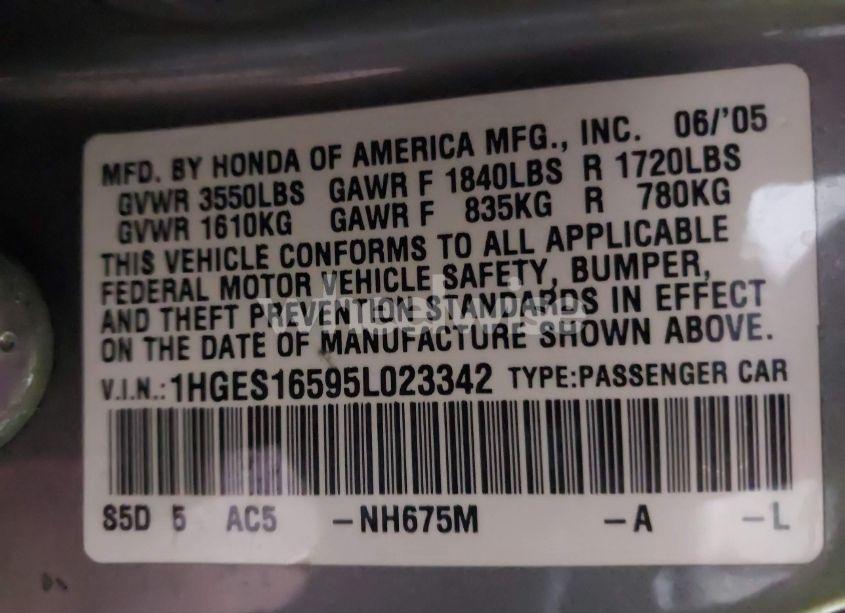 MFD. BY HONDA OF AMERICA MFG., INC. 06/'05
GVWR 3550LBS GAWR F 1840LBS R 1720LBS
GVWR 1610KG GAWR F 835KG R 780KG
THIS VEHICLE CONFORMS TO ALL APPLICABLE
FEDERAL MOTOR VEHICLE SAFETY, BUMPER,
AND THEFT PREVENTION STANDARDS IN EFFECT
ON THE DATE OF MANUFACTURE SHOWN ABOVE.
V.I.N.: 1HGES16595L023342 TYPE:PASSENGER CAR
S5D 5 AC5 -NH675M -A -L